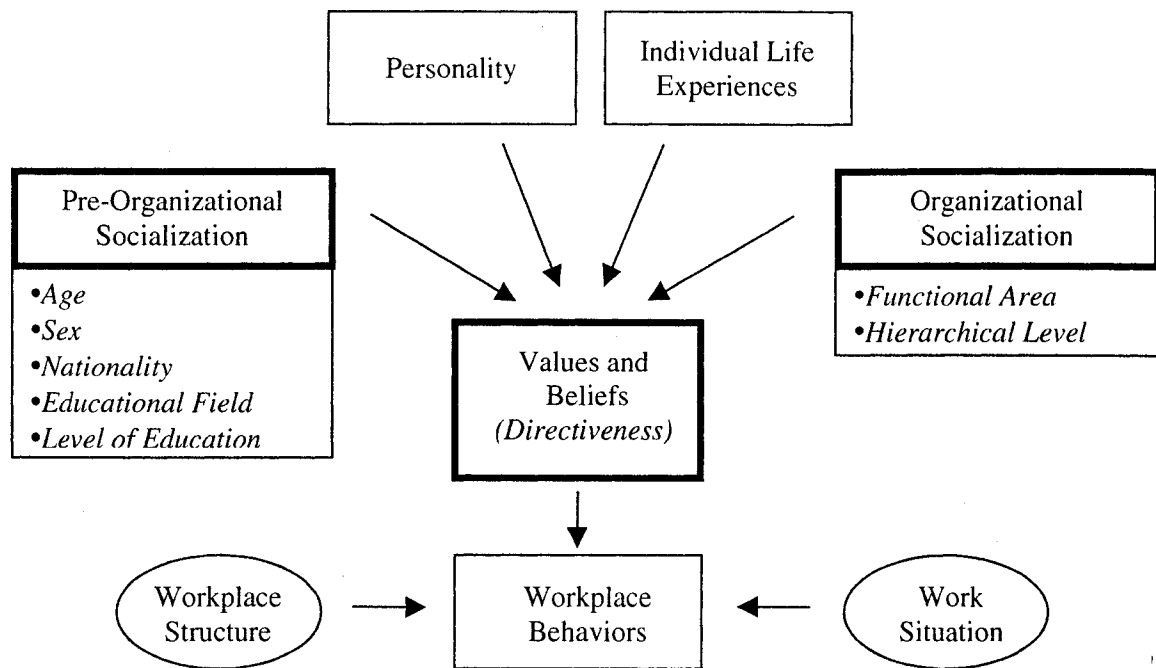 Personality
Individual Life
Experiences
Pre-Organizational
Socialization
•Age
•Sex
•Nationality
•Educational Field
•Level of Education
Organizational
Socialization
•Functional Area
•Hierarchical Level
Values and
Beliefs
(Directiveness)
Workplace
Structure
Workplace
Behaviors
Work
Situation